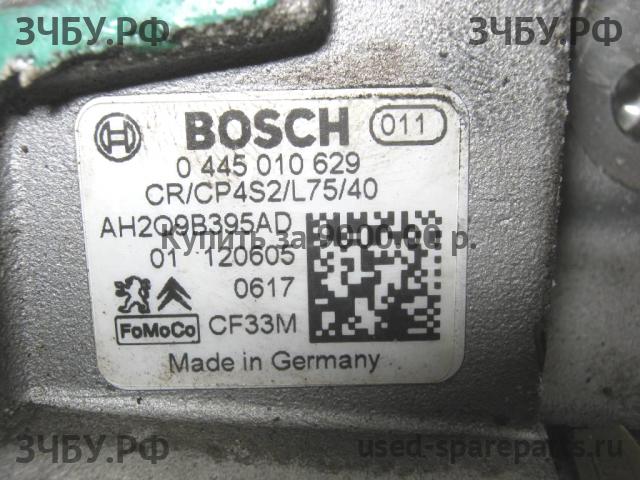 ЗЧБУ.РФ ЗЧБУ.РФ
BOSCH 011
0 445 010 629
CR/CP4S2/L75/40
AH2Q9B395AD
Купить за 9000.00 р.
01 120605
0617
FoMoCo CF33M
Made in Germany
ЗЧБУ.РФ used-spareparts.ru